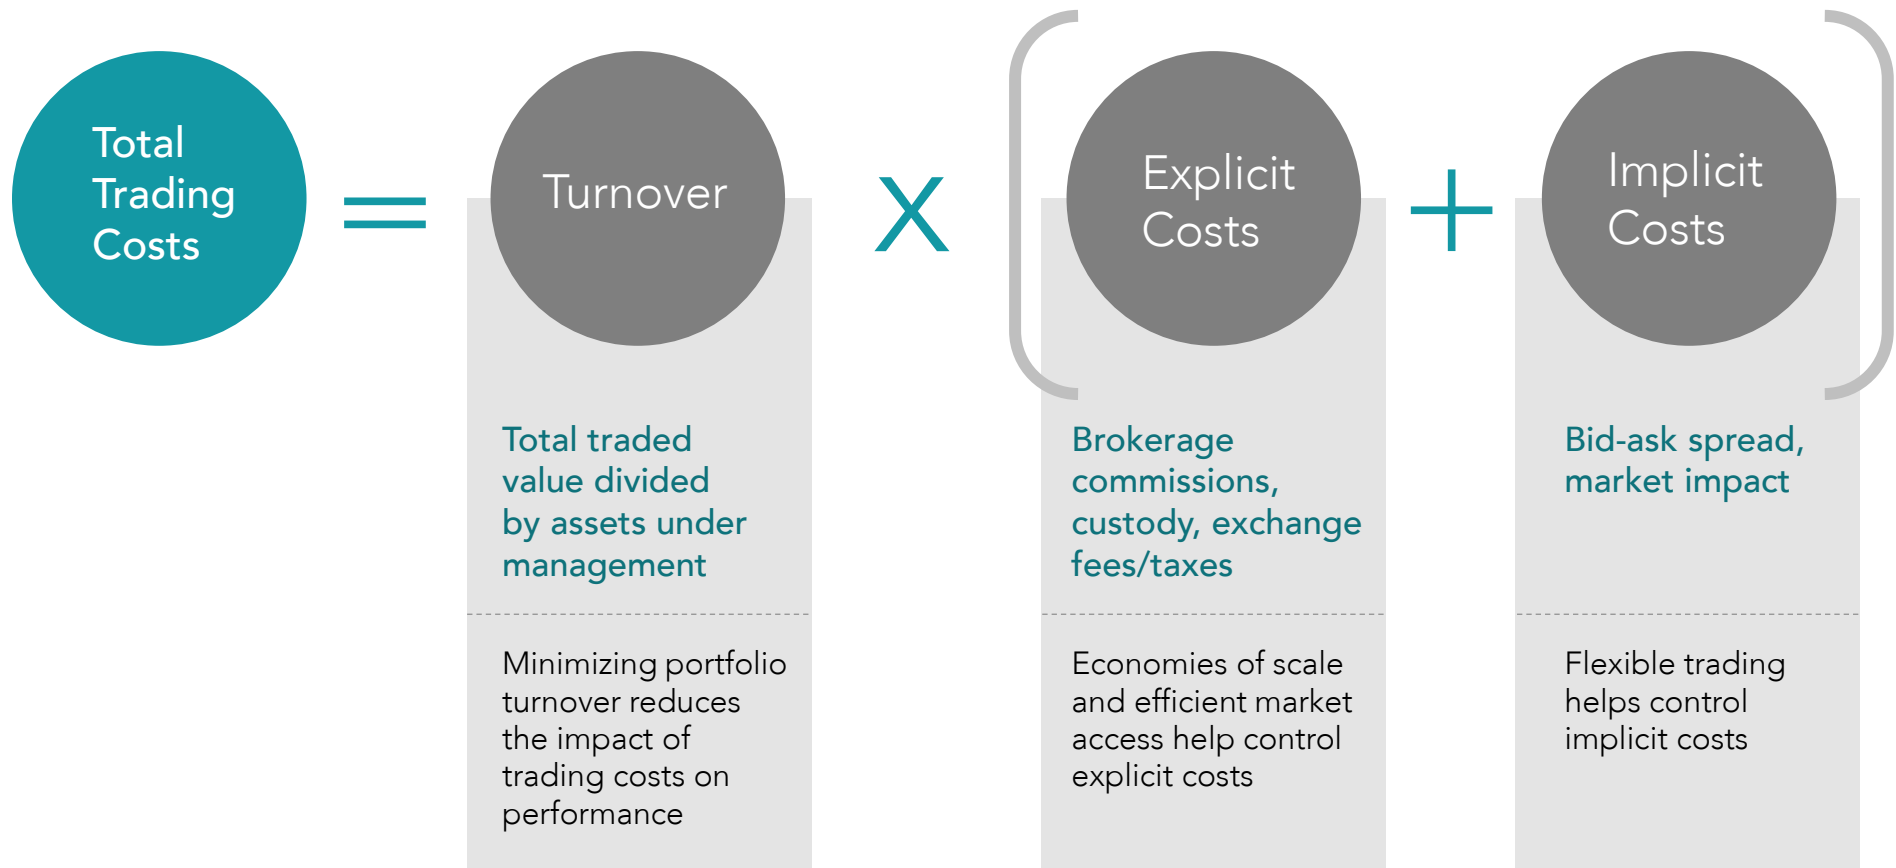 Total
Trading
Costs
=
Turnover
x
(
Explicit
Costs
+
Implicit
Costs
)
Total traded
value divided
by assets under
management
Minimizing portfolio
turnover reduces
the impact of
trading costs on
performance
Brokerage
commissions,
custody, exchange
fees/taxes
Economies of scale
and efficient market
access help control
explicit costs
Bid-ask spread,
market impact
Flexible trading
helps control
implicit costs